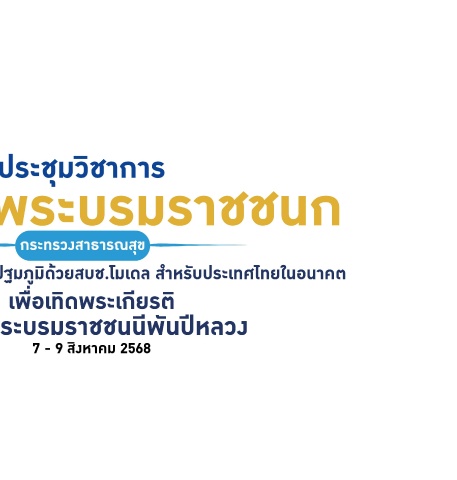 ประชุมวิชาการ
พระบรมราชชนก
กระทรวงสาธารณสุข
ปฐมภูมิด้วยสบช.โมเดล สำหรับประเทศไทยในอนาคต
เพื่อเทิดพระเกียรติ
ระบรมราชชนนีพันปีหลวง
7 - 9 สิงหาคม 2568